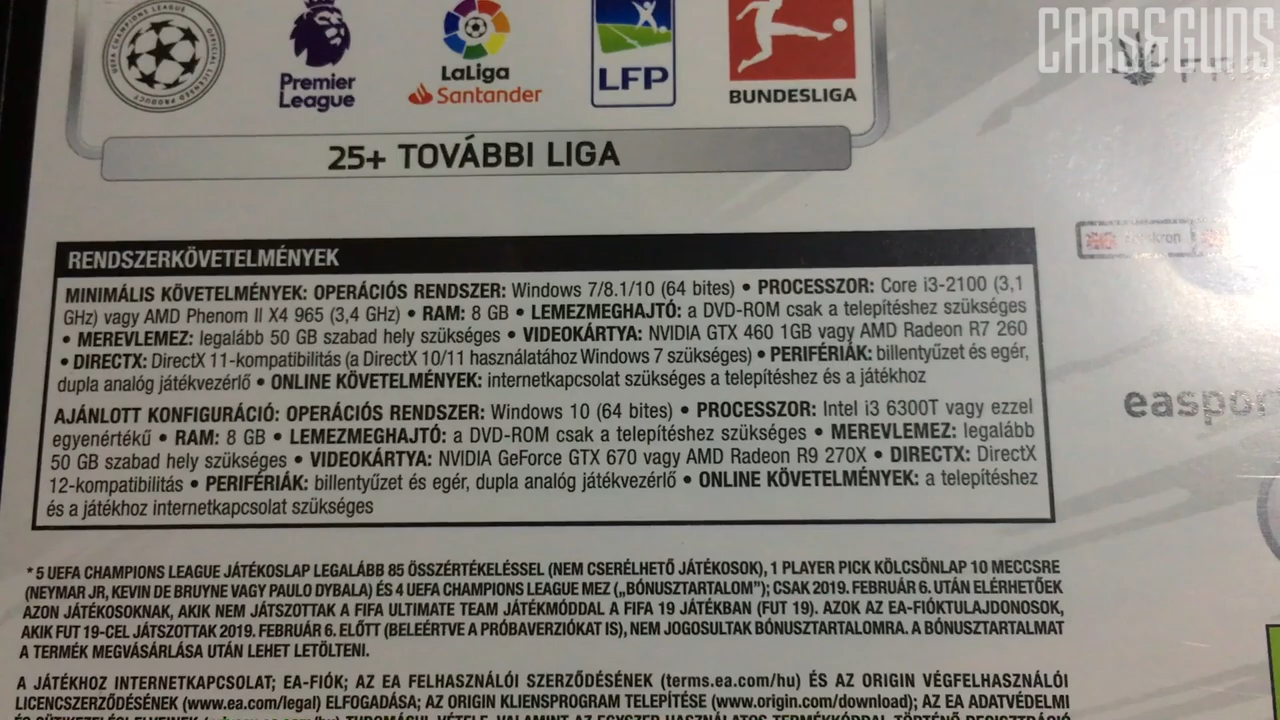 CARS&GUNS
UEFA CHAMPIONS LEAGUE
OFFICIAL LICENSED PRODUCT
Premier
League
LaLiga
Santander
LFP
BUNDESLIGA
25+ TOVÁBBI LIGA
RENDSZERKÖVETELMÉNYEK
MINIMÁLIS KÖVETELMÉNYEK: OPERÁCIÓS RENDSZER: Windows 7/8.1/10 (64 bites) • PROCESSZOR: Core i3-2100 (3,1
GHz) vagy AMD Phenom II X4 965 (3,4 GHz) • RAM: 8 GB • LEMEZMEGHAJTÓ: a DVD-ROM csak a telepítéshez szükséges
• MEREVLEMEZ: legalább 50 GB szabad hely szükséges • VIDEOKÁRTYA: NVIDIA GTX 460 1GB vagy AMD Radeon R7 260
• DIRECTX: DirectX 11-kompatibilitás (a DirectX 10/11 használatához Windows 7 szükséges) • PERIFÉRIÁK: billentyűzet és egér,
dupla analóg játékvezérlő • ONLINE KÖVETELMÉNYEK: internetkapcsolat szükséges a telepítéshez és a játékhoz
AJÁNLOTT KONFIGURÁCIÓ: OPERÁCIÓS RENDSZER: Windows 10 (64 bites) • PROCESSZOR: Intel i3 6300T vagy ezzel
egyenértékű • RAM: 8 GB • LEMEZMEGHAJTÓ: a DVD-ROM csak a telepítéshez szükséges • MEREVLEMEZ: legalább
50 GB szabad hely szükséges • VIDEOKÁRTYA: NVIDIA GeForce GTX 670 vagy AMD Radeon R9 270X • DIRECTX: DirectX
12-kompatibilitás • PERIFÉRIÁK: billentyűzet és egér, dupla analóg játékvezérlő • ONLINE KÖVETELMÉNYEK: a telepítéshez
és a játékhoz internetkapcsolat szükséges
easpor
* 5 UEFA CHAMPIONS LEAGUE JÁTÉKOSLAP LEGALÁBB 85 ÖSSZÉRTÉKELÉSSEL (NEM CSERÉLHETŐ JÁTÉKOSOK), 1 PLAYER PICK KÖLCSÖNLAP 10 MECCSRE
(NEYMAR JR, KEVIN DE BRUYNE VAGY PAULO DYBALA) ÉS 4 UEFA CHAMPIONS LEAGUE MEZ („BÓNUSZTARTALOM”); CSAK 2019. FEBRUÁR 6. UTÁN ELÉRHETŐEK
AZON JÁTÉKOSOKNAK, AKIK NEM JÁTSZOTTAK A FIFA ULTIMATE TEAM JÁTÉKMÓDDAL A FIFA 19 JÁTÉKBAN (FUT 19). AZOK AZ EA-FIÓKTULAJDONOSOK,
AKIK FUT 19-CEL JÁTSZOTTAK 2019. FEBRUÁR 6. ELŐTT (BELEÉRTVE A PRÓBAVERZIÓKAT IS), NEM JOGOSULTAK BÓNUSZTARTALOMRA. A BÓNUSZTARTALMAT
A TERMÉK MEGVÁSÁRLÁSA UTÁN LEHET LETÖLTENI.
A JÁTÉKHOZ INTERNETKAPCSOLAT; EA-FIÓK; AZ EA FELHASZNÁLÓI SZERZŐDÉSÉNEK (terms.ea.com/hu) ÉS AZ ORIGIN VÉGFELHASZNÁLÓI
LICENCSZERZŐDÉSÉNEK (www.ea.com/legal) ELFOGADÁSA; AZ ORIGIN KLIENSPROGRAM TELEPÍTÉSE (www.origin.com/download); AZ EA ADATVÉDELMI